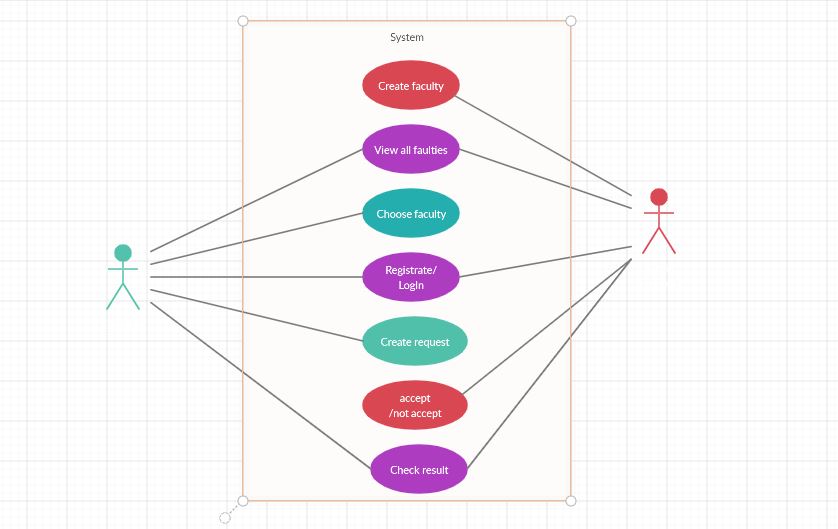 System
Create faculty
View all faulties
Choose faculty
Registrate/
Login
Create request
accept
/not accept
Check result